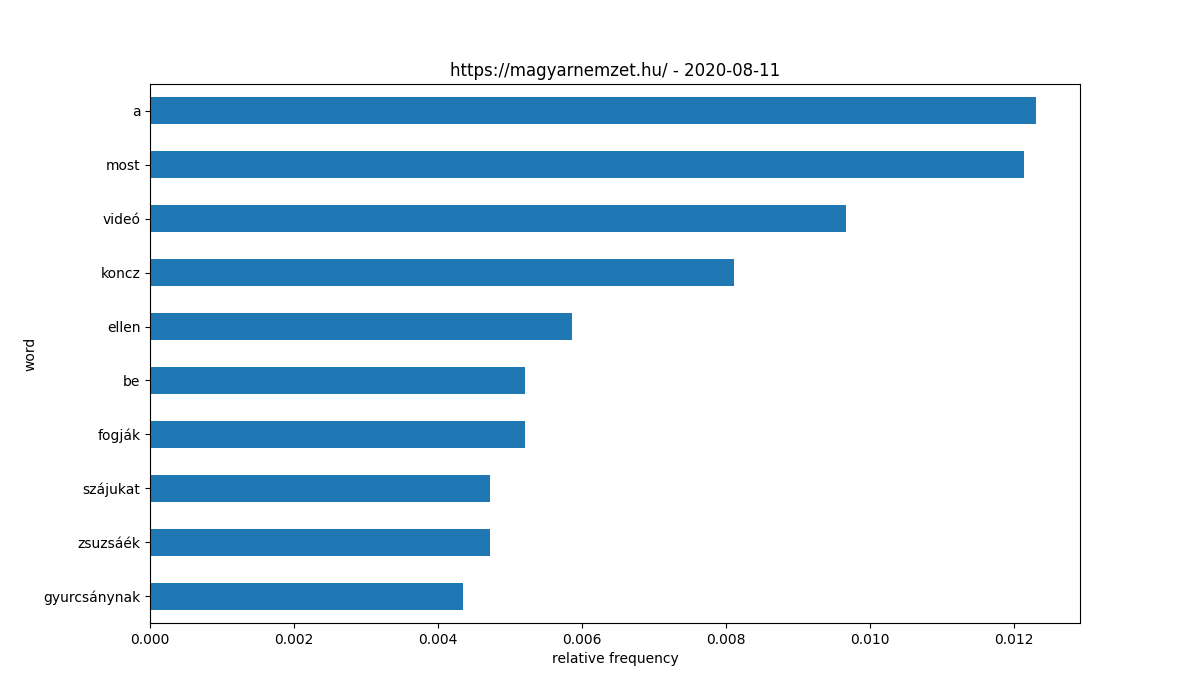 https://magyarnemzet.hu/ - 2020-08-11
a
most
videó
koncz
ellen
be
fogják
szájukat
zsuzsáék
gyurcsánynak
word
0.000 0.002 0.004 0.006 0.008 0.010 0.012
relative frequency